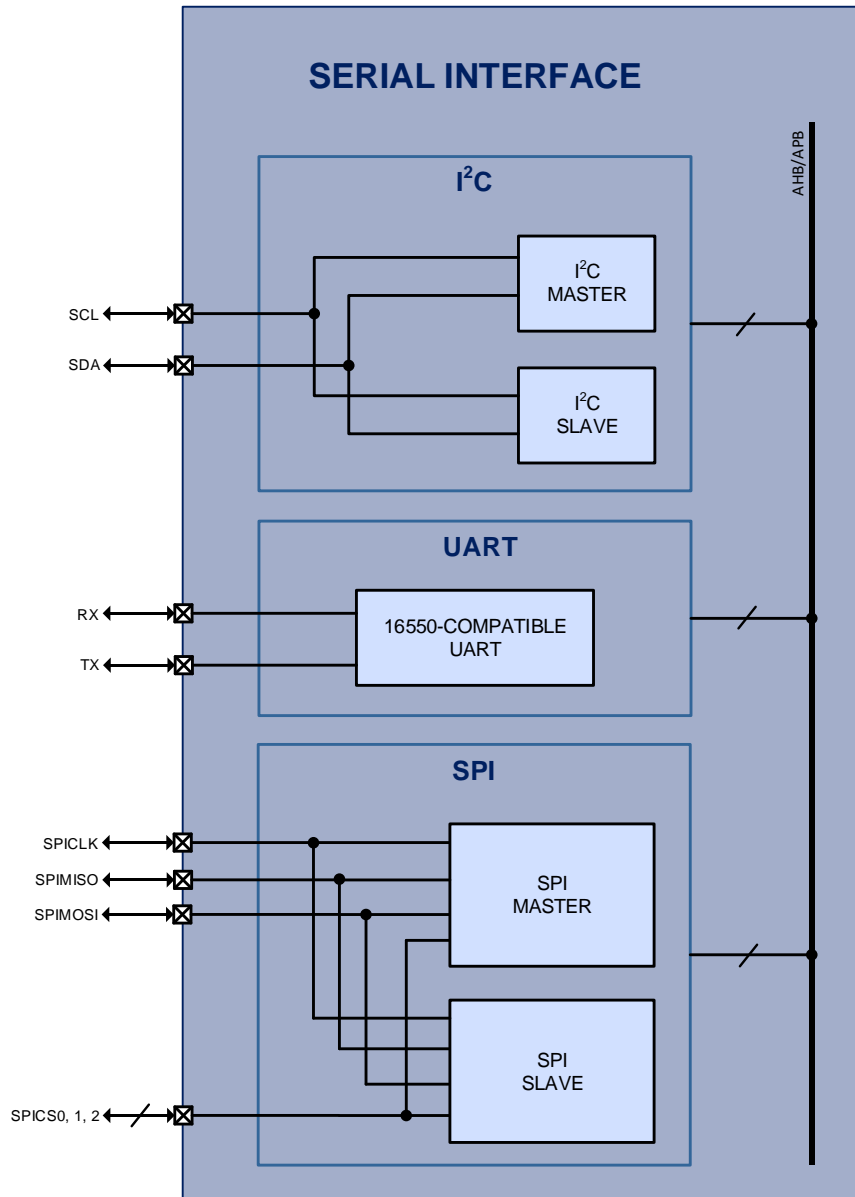 SERIAL INTERFACE
AHB/APB
I²C
I²C
MASTER
SCL
SDA
I²C
SLAVE
UART
RX
16550-COMPATIBLE
UART
TX
SPI
SPICLK
SPIMISO
SPI
MASTER
SPIMOSI
SPI
SLAVE
SPICS0, 1, 2